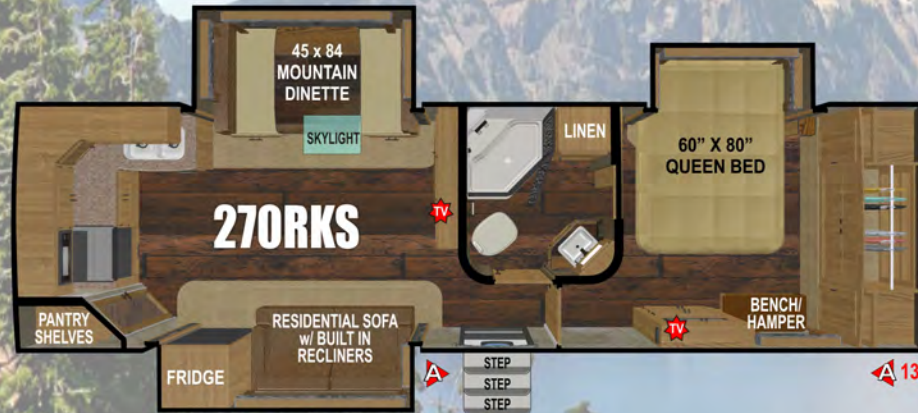 45 x 84
MOUNTAIN
DINETTE
SKYLIGHT
LINEN
60” X 80”
QUEEN BED
270RKS
TV
PANTRY
SHELVES
FRIDGE
RESIDENTIAL SOFA
w/ BUILT IN
RECLINERS
TV
BENCH/
HAMPER
A
STEP
STEP
STEP
A 13